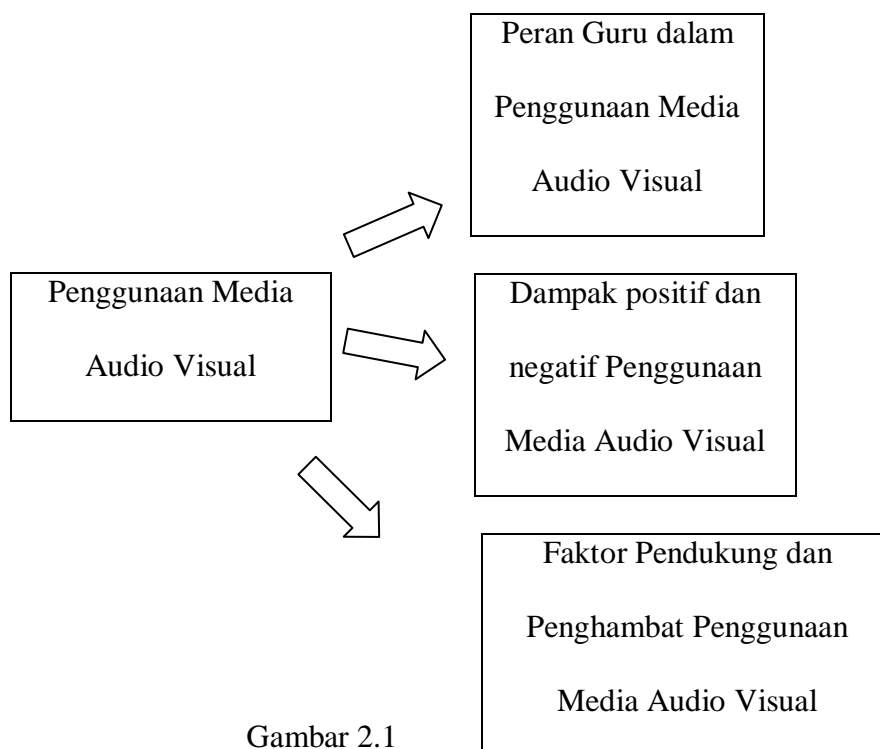 Peran Guru dalam
Penggunaan Media
Audio Visual
Penggunaan Media
Audio Visual
Dampak positif dan
negatif Penggunaan
Media Audio Visual
Faktor Pendukung dan
Penghambat Penggunaan
Media Audio Visual
Gambar 2.1